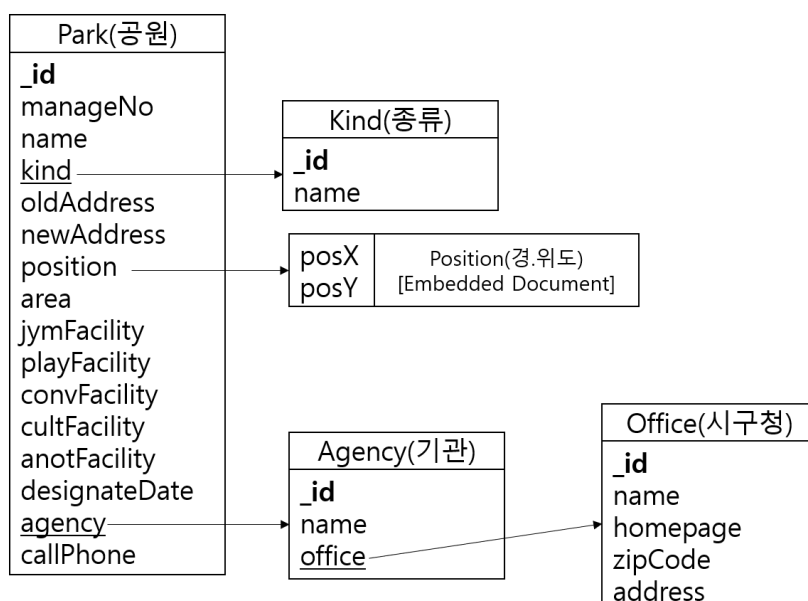 Park(공원)
_id
manageNo
name
kind
oldAddress
newAddress
position
area
jymFacility
playFacility
convFacility
cultFacility
anotFacility
designateDate
agency
callPhone
Kind(종류)
_id
name
posX
posY
Position(경.위도)
[Embedded Document]
Agency(기관)
_id
name
office
Office(시구청)
_id
name
homepage
zipCode
address